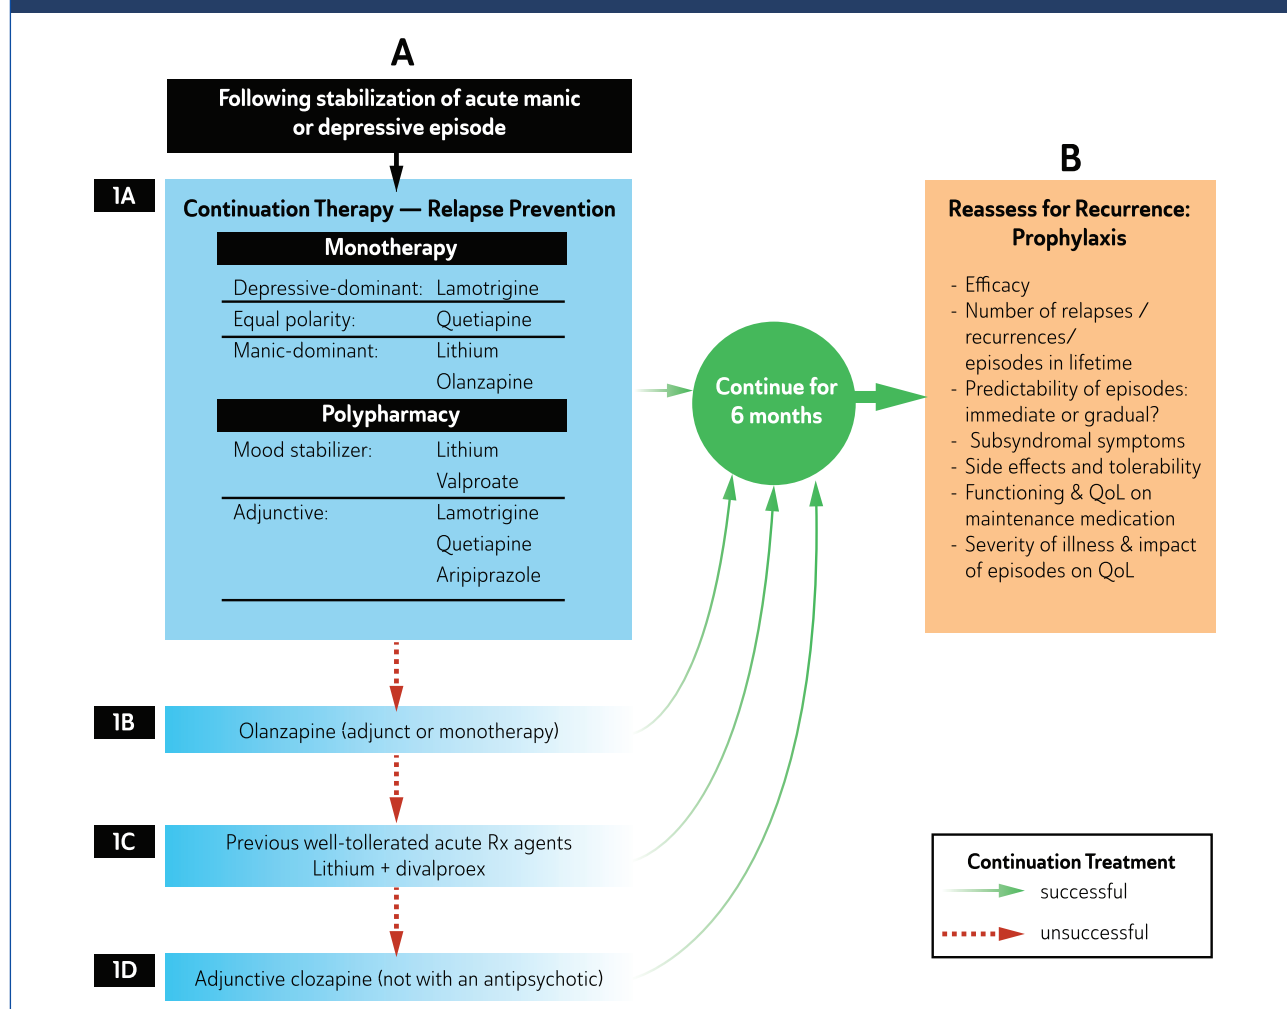 A
Following stabilization of acute manic
or depressive episode
1A
Continuation Therapy — Relapse Prevention
Monotherapy
Depressive-dominant: Lamotrigine
Equal polarity: Quetiapine
Manic-dominant: Lithium
Olanzapine
Polypharmacy
Mood stabilizer: Lithium
Valproate
Adjunctive: Lamotrigine
Quetiapine
Aripiprazole
1B
Olanzapine (adjunct or monotherapy)
1C
Previous well-tollerated acute Rx agents
Lithium + divalproex
1D
Adjunctive clozapine (not with an antipsychotic)
Continue for
6 months
B
Reassess for Recurrence:
Prophylaxis
- Efficacy
- Number of relapses /
recurrences/
episodes in lifetime
- Predictability of episodes:
immediate or gradual?
- Subsyndromal symptoms
- Side effects and tolerability
- Functioning & QoL on
maintenance medication
- Severity of illness & impact
of episodes on QoL
Continuation Treatment
successful
unsuccessful